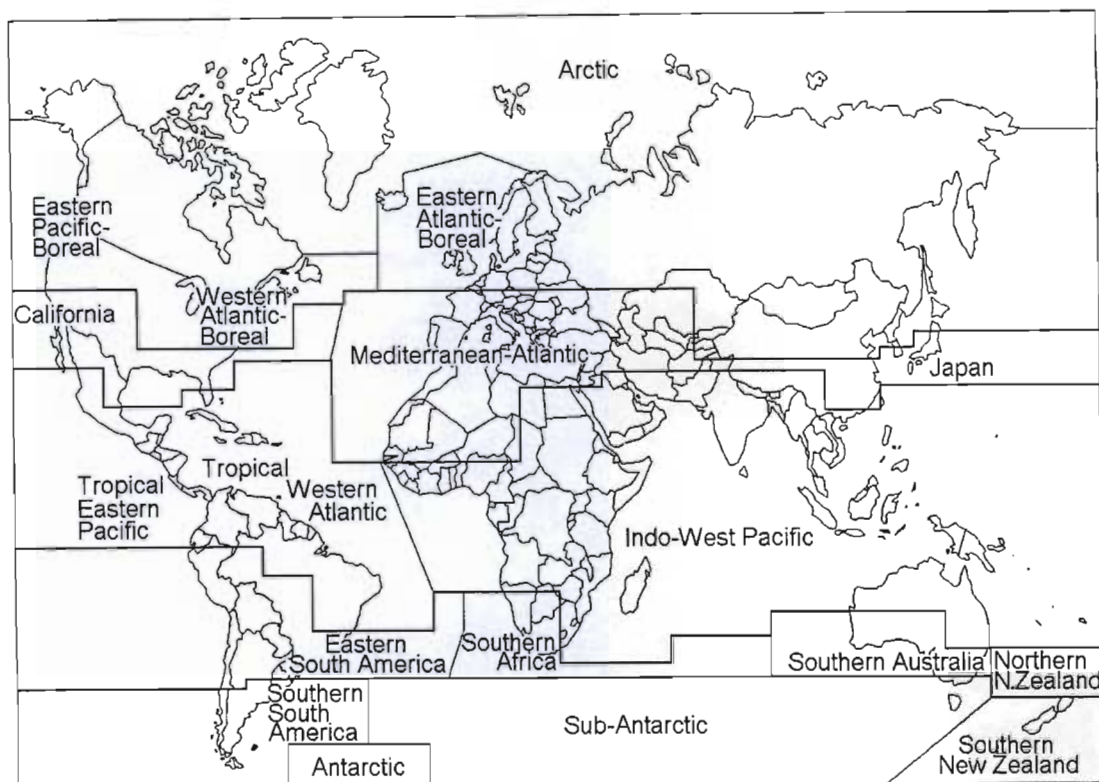 Arctic
Eastern
Pacific-
Boreal
Eastern
Atlantic-
Boreal
California
Western
Atlantic-
Boreal
Mediterranean-Atlantic
Japan
Tropical
Eastern
Pacific
Tropical
Western
Atlantic
Indo-West Pacific
Eastern
South America
Southern
Africa
Southern Australia
Northern
N.Zealand
Southern
South
America
Sub-Antarctic
Antarctic
Southern
New Zealand